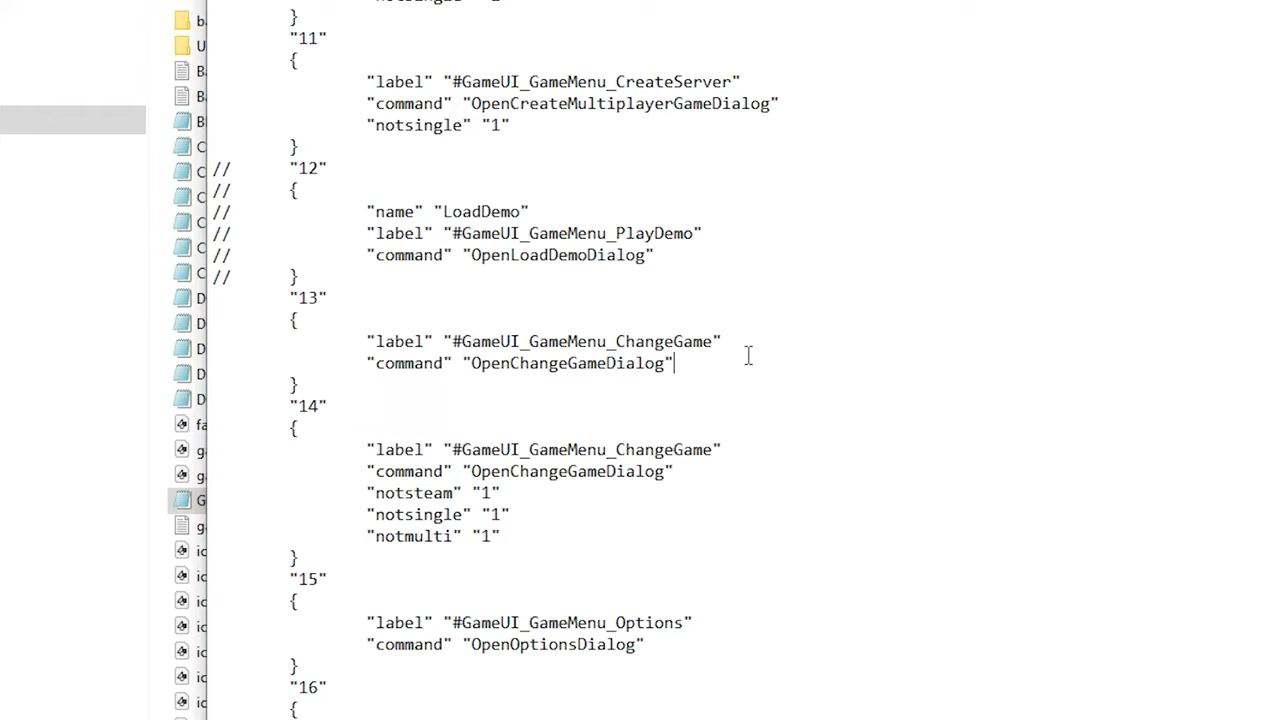 }
"11"
{
"label" "#GameUI_GameMenu_CreateServer"
"command" "OpenCreateMultiplayerGameDialog"
"notsingle" "1"
}
// "12"
// {
// "name" "LoadDemo"
// "label" "#GameUI_GameMenu_PlayDemo"
// "command" "OpenLoadDemoDialog"
// }
"13"
{
"label" "#GameUI_GameMenu_ChangeGame"
"command" "OpenChangeGameDialog"
}
"14"
{
"label" "#GameUI_GameMenu_ChangeGame"
"command" "OpenChangeGameDialog"
"notsteam" "1"
"notsingle" "1"
"notmulti" "1"
}
"15"
{
"label" "#GameUI_GameMenu_Options"
"command" "OpenOptionsDialog"
}
"16"
{